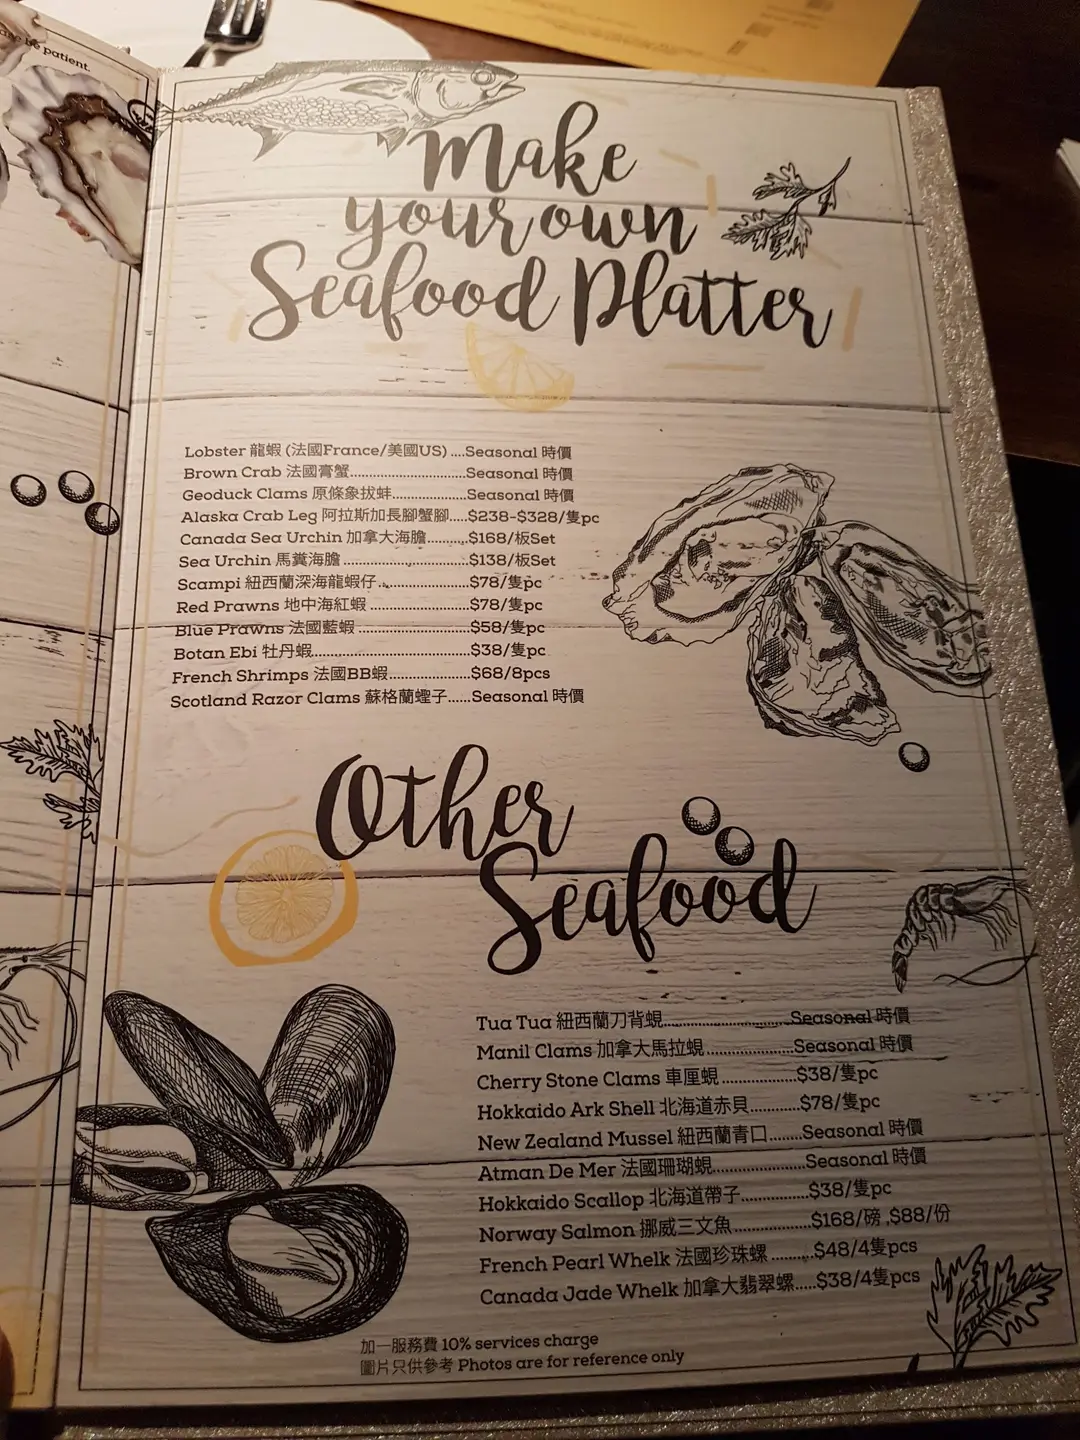 be patient.
Make
your own
Seafood Platter
Lobster 龍蝦 (法國France/美國US) ....Seasonal 時價
Brown Crab 法國膏蟹..............................Seasonal 時價
Geoduck Clams 原條象拔蚌...................Seasonal 時價
Alaska Crab Leg 阿拉斯加長腳蟹腳.....$238-$328/隻pc
Canada Sea Urchin 加拿大海膽..........$168/板Set
Sea Urchin 馬糞海膽 ................................$138/板Set
Scampi 紐西蘭深海龍蝦仔........................$78/隻pc
Red Prawns 地中海紅蝦 .........................$78/隻pc
Blue Prawns 法國藍蝦 ............................$58/隻pc
Botan Ebi 牡丹蝦.......................................$38/隻pc
French Shrimps 法國BB蝦....................$68/8pcs
Scotland Razor Clams 蘇格蘭蟶子......Seasonal 時價
Other
Seafood
Tua Tua 紐西蘭刀背蜆................................Seasonal 時價
Manil Clams 加拿大馬拉蜆......................Seasonal 時價
Cherry Stone Clams 車厘蜆 ...................$38/隻pc
Hokkaido Ark Shell 北海道赤貝.............$78/隻pc
New Zealand Mussel 紐西蘭青口........Seasonal 時價
Atman De Mer 法國珊瑚蜆.......................Seasonal 時價
Hokkaido Scallop 北海道帶子.................$38/隻pc
Norway Salmon 挪威三文魚...................$168/磅 ,$88/份
French Pearl Whelk 法國珍珠螺 ..........$48/4隻pcs
Canada Jade Whelk 加拿大翡翠螺.....$38/4隻pcs
加一服務費 10% services charge
圖片只供參考 Photos are for reference only